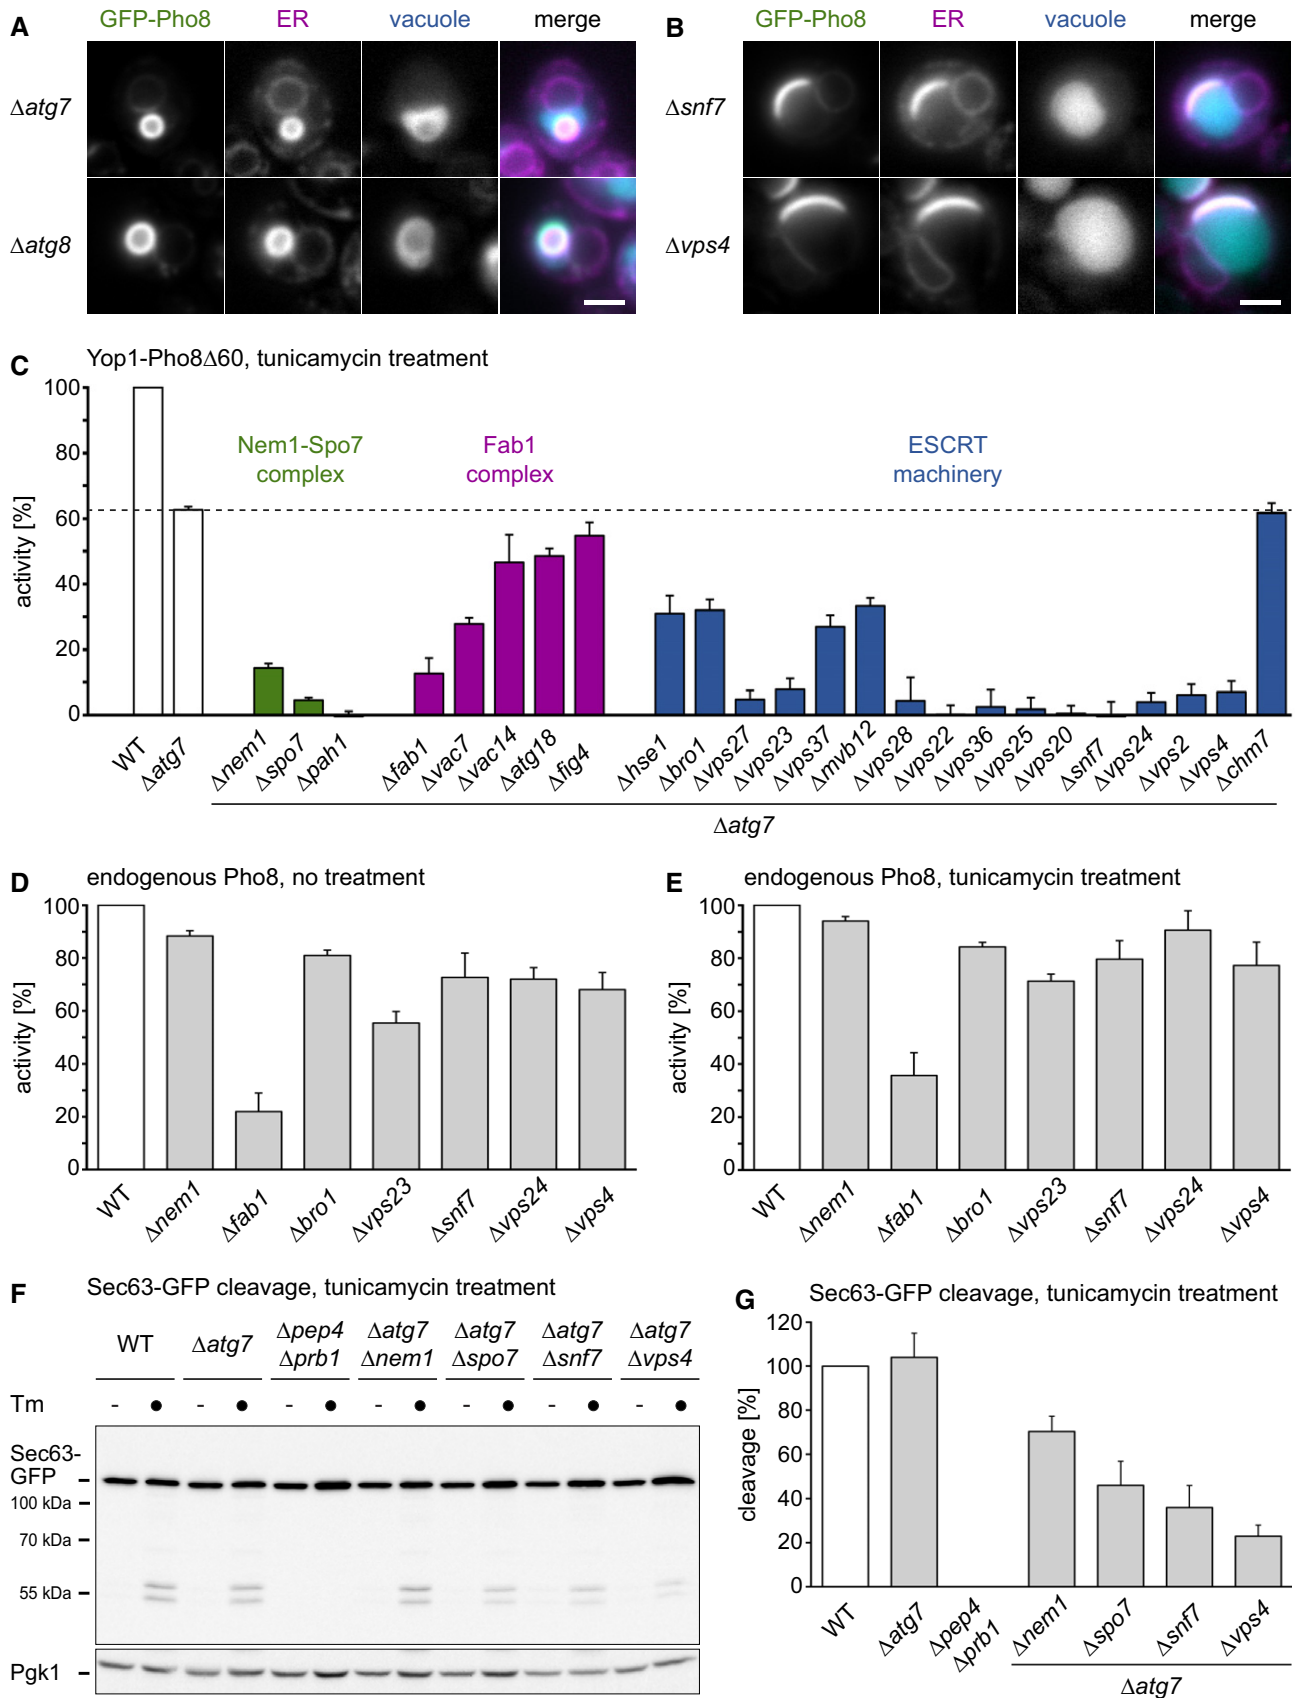 A
GFP-Pho8 ER vacuole merge
Δatg7
Δatg8
B
GFP-Pho8 ER vacuole merge
Δsnf7
Δvps4
C
Yop1-Pho8Δ60, tunicamycin treatment
activity [%]
100
80
60
40
20
0
Nem1-Spo7
complex
Fab1
complex
ESCRT
machinery
WT Δatg7 Δnem1 Δspo7 Δpah1 Δfab1 Δvac7 Δvac14 Δatg18 Δfig4 Δhse1 Δbro1 Δvps27 Δvps23 Δvps37 Δmvb12 Δvps28 Δvps22 Δvps36 Δvps25 Δvps20 Δsnf7 Δvps24 Δvps2 Δvps4 Δchm7
Δatg7
D
endogenous Pho8, no treatment
activity [%]
100
80
60
40
20
0
WT Δnem1 Δfab1 Δbro1 Δvps23 Δsnf7 Δvps24 Δvps4
E
endogenous Pho8, tunicamycin treatment
activity [%]
100
80
60
40
20
0
WT Δnem1 Δfab1 Δbro1 Δvps23 Δsnf7 Δvps24 Δvps4
F
Sec63-GFP cleavage, tunicamycin treatment
WT Δatg7 Δpep4 Δatg7 Δatg7 Δatg7 Δatg7
Δprb1 Δnem1 Δspo7 Δsnf7 Δvps4
Tm - ● - ● - ● - ● - ● - ● - ●
Sec63-
GFP
100 kDa
70 kDa
55 kDa
Pgk1
G
Sec63-GFP cleavage, tunicamycin treatment
cleavage [%]
120
100
80
60
40
20
0
WT Δatg7 Δpep4 Δnem1 Δspo7 Δsnf7 Δvps4
Δprb1
Δatg7